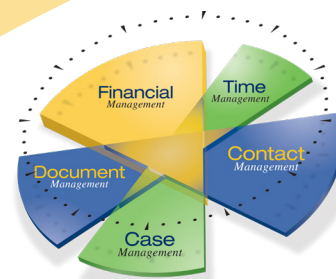 Financial
Management
Time
Management
Contact
Management
Document
Management
Case
Management